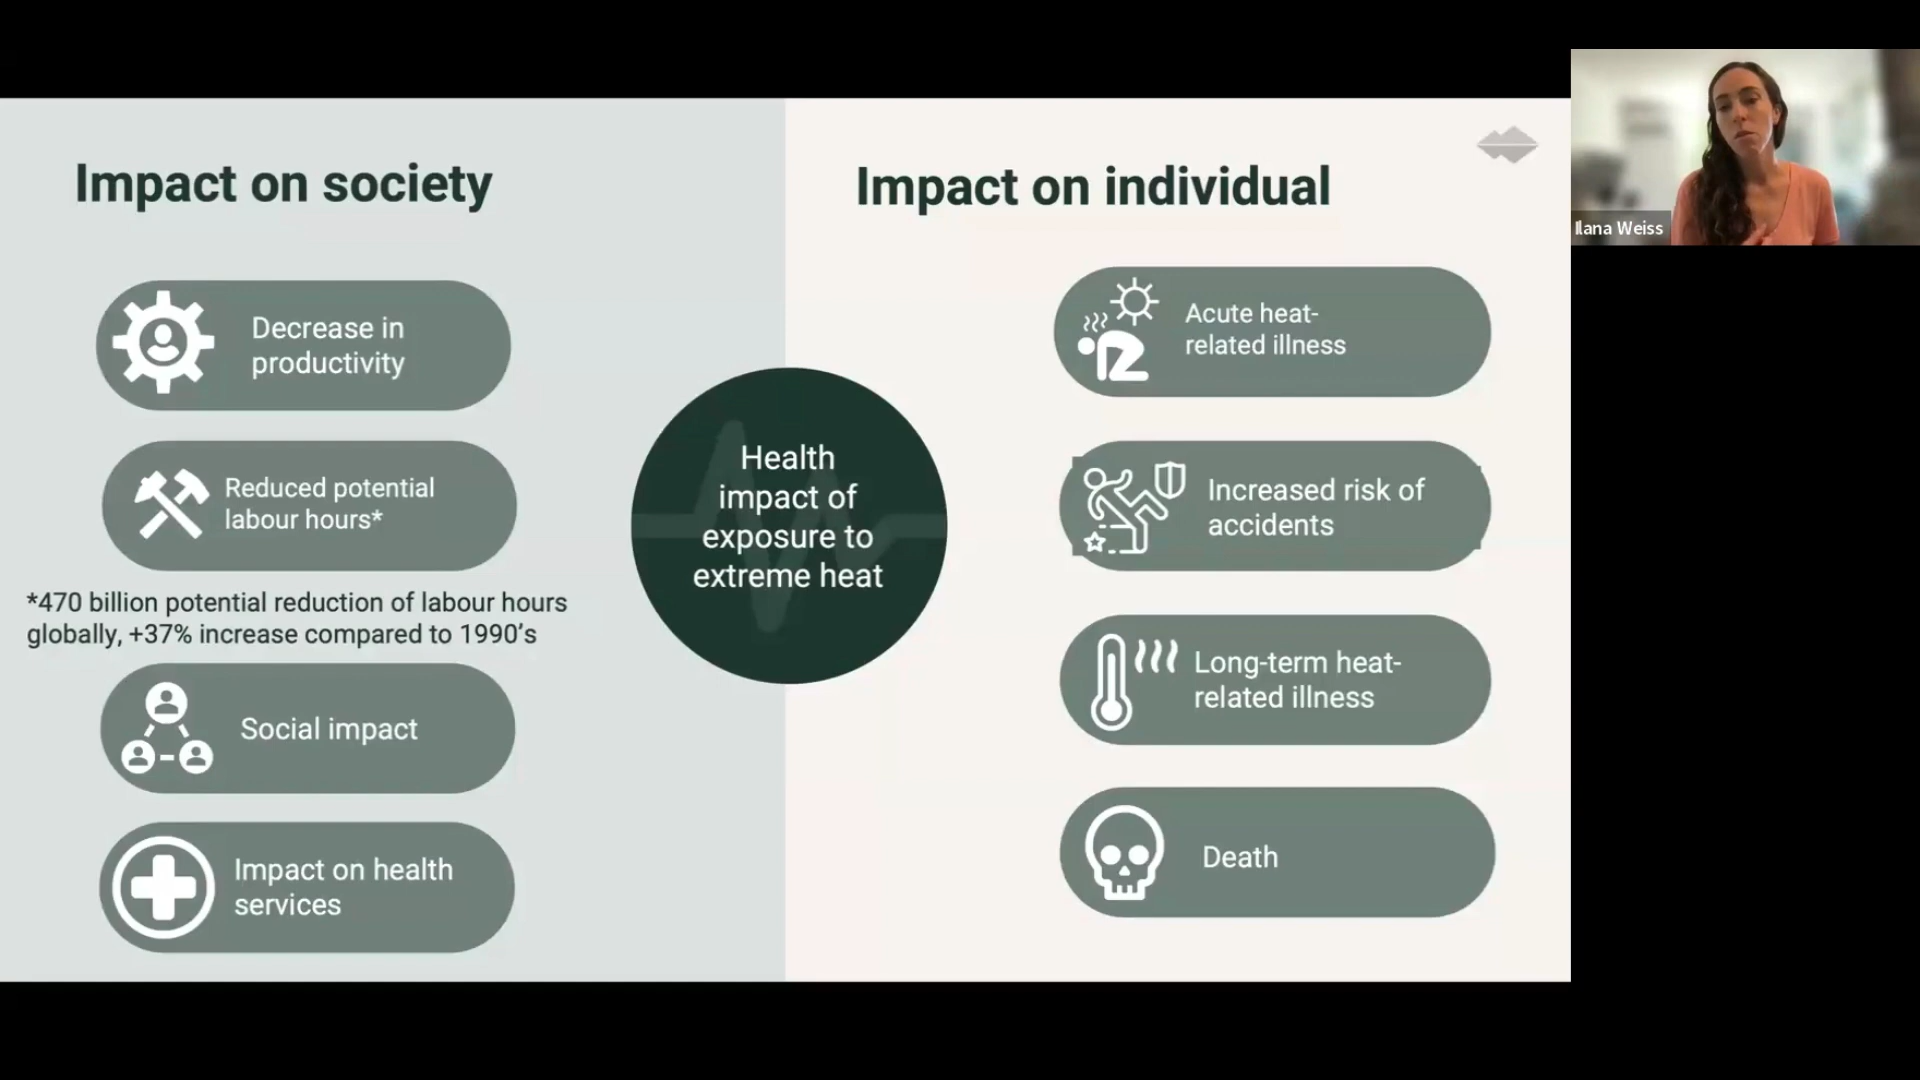 Impact on society
Decrease in
productivity
Reduced potential
labour hours*
*470 billion potential reduction of labour hours
globally, +37% increase compared to 1990's
Social impact
Impact on health
services
Health
impact of
exposure to
extreme heat
Impact on individual
Acute heat-
related illness
Increased risk of
accidents
Long-term heat-
related illness
Death
Ilana Weiss